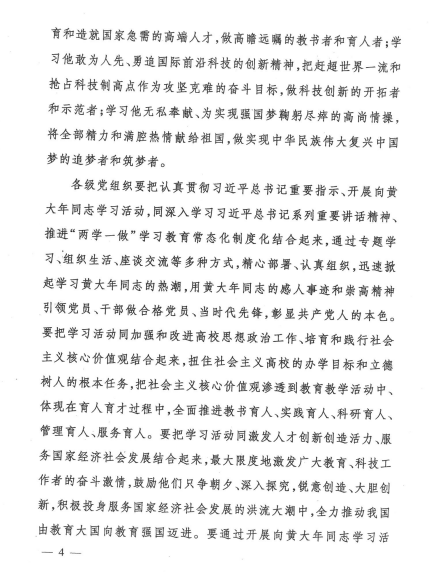 育和造就国家急需的高端人才，做高瞻远瞩的教书者和育人者；学
习他敢为人先、勇追国际前沿科技的创新精神，把赶超世界一流和
抢占科技制高点作为攻坚克难的奋斗目标，做科技创新的开拓者
和示范者；学习他无私奉献、为实现强国梦鞠躬尽瘁的高尚情操，
将全部精力和满腔热情献给祖国，做实现中华民族伟大复兴中国
梦的追梦者和筑梦者。
各级党组织要把认真贯彻习近平总书记重要指示、开展向黄
大年同志学习活动，同深入学习习近平总书记系列重要讲话精神、
推进“两学一做”学习教育常态化制度化结合起来，通过专题学
习、组织生活、座谈交流等多种方式，精心部署、认真组织，迅速掀
起学习黄大年同志的热潮，用黄大年同志的感人事迹和崇高精神
引领党员、干部做合格党员、当时代先锋，彰显共产党人的本色。
要把学习活动同加强和改进高校思想政治工作、培育和践行社会
主义核心价值观结合起来，扭住社会主义高校的办学目标和立德
树人的根本任务，把社会主义核心价值观渗透到教育教学活动中、
体现在育人育才过程中，全面推进教书育人、实践育人、科研育人、
管理育人、服务育人。要把学习活动同激发人才创新创造活力、服
务国家经济社会发展结合起来，最大限度地激发广大教育、科技工
作者的奋斗激情，鼓励他们只争朝夕、深入探究，锐意创造、大胆创
新，积极投身服务国家经济社会发展的洪流大潮中，全力推动我国
由教育大国向教育强国迈进。要通过开展向黄大年同志学习活
— 4 —